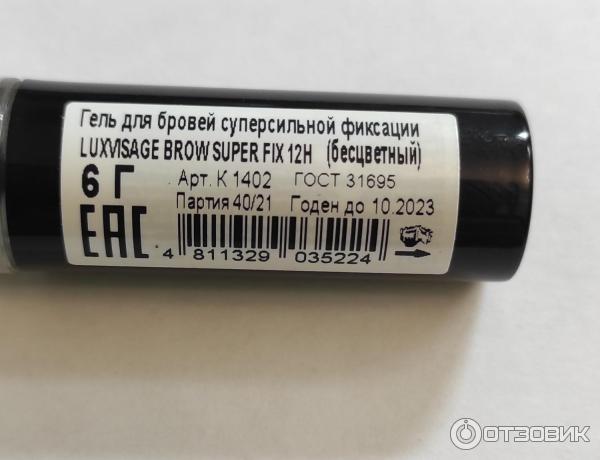 Гель для бровей суперсильной фиксации
LUXVISAGE BROW SUPER FIX 12H (бесцветный)
6 Г Арт. К 1402 ГОСТ 31695
Партия 40/21 Годен до 10.2023
EAC
4 811329 035224
ОТЗОВИК